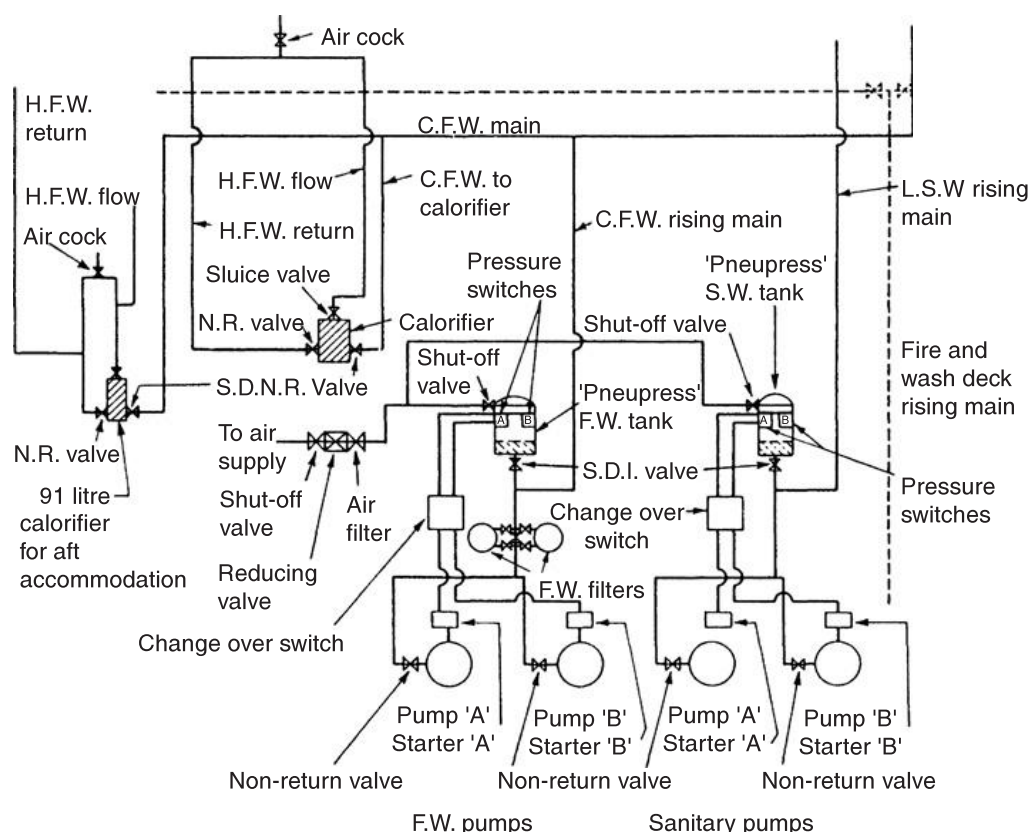 Air cock
H.F.W.
return
C.F.W. main
H.F.W. flow
C.F.W. to
calorifier
L.S.W rising
main
H.F.W. flow
Air cock
H.F.W. return
C.F.W. rising main
Sluice valve
Pressure
switches
'Pneupress'
S.W. tank
N.R. valve
Calorifier
Shut-off valve
Shut-off
valve
Fire and
wash deck
rising main
S.D.N.R. Valve
'Pneupress'
F.W. tank
A
B
A
B
To air
supply
N.R. valve
S.D.I. valve
Shut-off
valve
Air
filter
91 litre
calorifier
for aft
accommodation
Change over
switch
Pressure
switches
Reducing
valve
F.W. filters
Change over switch
Pump 'A'
Starter 'A'
Pump 'B'
Starter 'B'
Pump 'A'
Starter 'A'
Pump 'B'
Starter 'B'
Non-return valve
Non-return valve
Non-return valve
F.W. pumps
Sanitary pumps